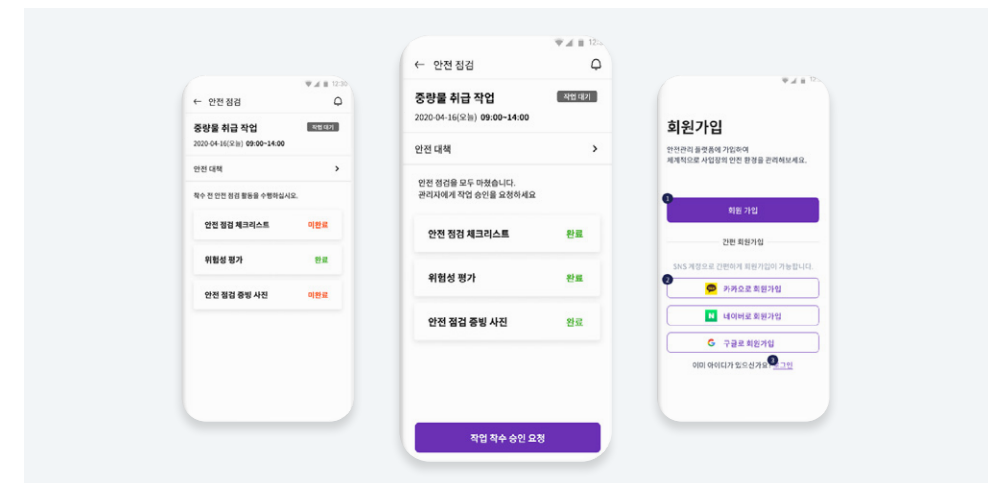 12:30
← 안전 점검
중량물 취급 작업
작업 대기
2020-04-16(오늘) 09:00~14:00
안전 대책
착수 전 안전 점검 활동을 수행하십시오.
안전 점검 체크리스트 미완료
위험성 평가 완료
안전 점검 증빙 사진 미완료
← 안전 점검
중량물 취급 작업
작업 대기
2020-04-16(오늘) 09:00~14:00
안전 대책
안전 점검을 모두 마쳤습니다.
관리자에게 작업 승인을 요청하세요
안전 점검 체크리스트 완료
위험성 평가 완료
안전 점검 증빙 사진 완료
작업 착수 승인 요청
회원가입
안전관리 플랫폼에 가입하여
체계적으로 사업장의 안전 환경을 관리해보세요.
1
회원 가입
간편 회원가입
SNS 계정으로 간편하게 회원가입이 가능합니다.
2
카카오로 회원가입
네이버로 회원가입
구글로 회원가입
3
이미 아이디가 있으신가요? 로그인